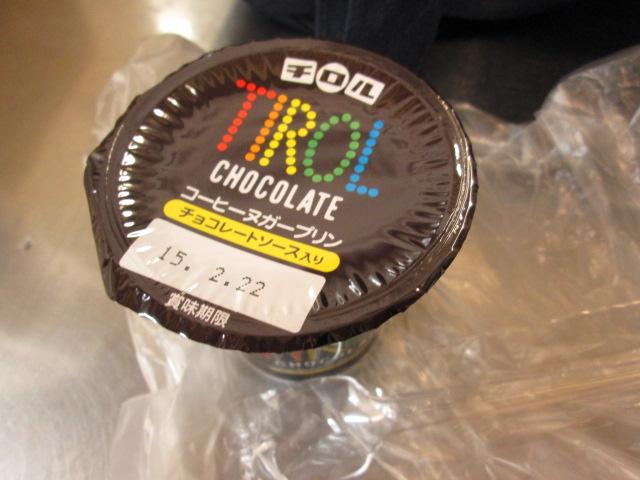 チロル
TIROL
CHOCOLATE
コーヒーヌガープリン
チョコレートソース入り
15. 2.22
賞味期限